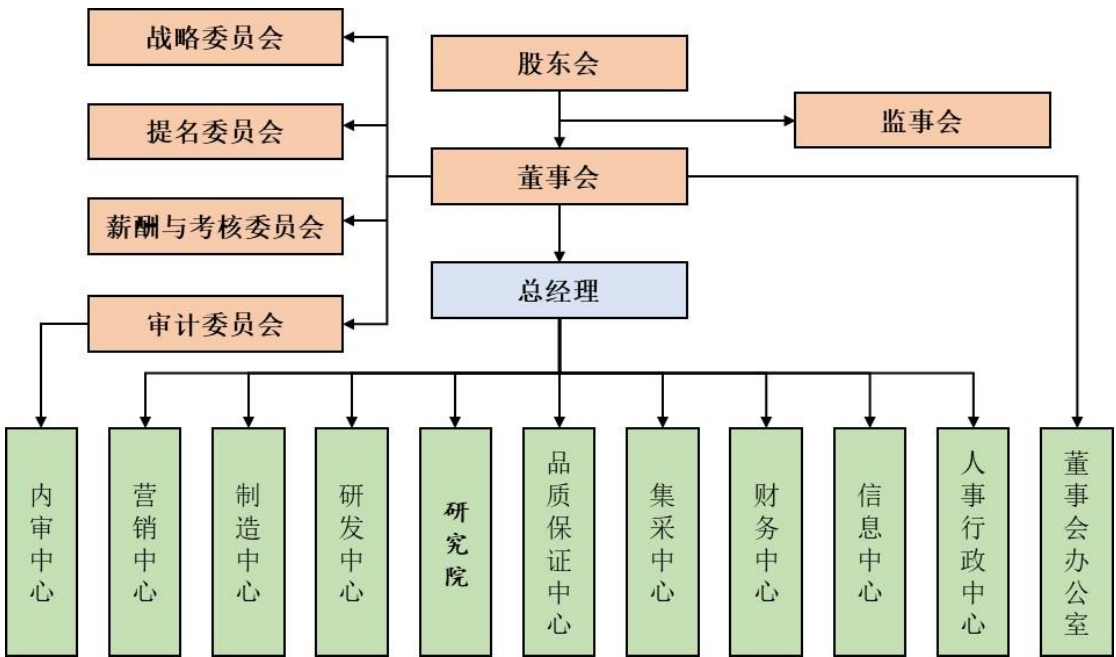 战略委员会
股东会
提名委员会
监事会
董事会
薪酬与考核委员会
总经理
审计委员会
内审中心
营销中心
制造中心
研发中心
研究院
品质保证中心
集采中心
财务中心
信息中心
人事行政中心
董事会办公室